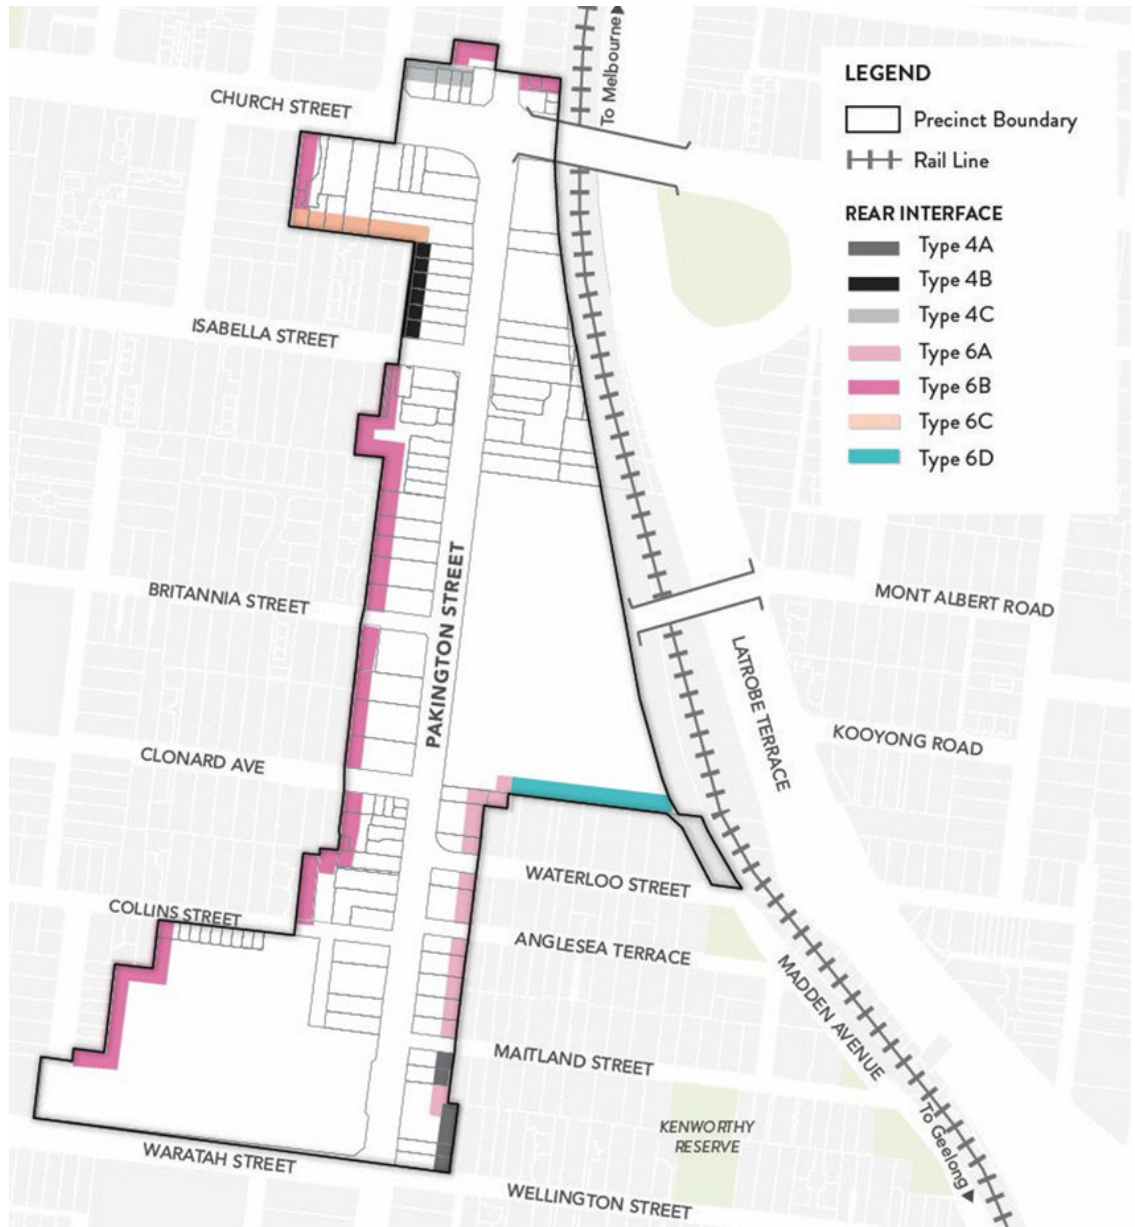 To Melbourne
CHURCH STREET
ISABELLA STREET
BRITANNIA STREET
PAKINGTON STREET
CLONARD AVE
COLLINS STREET
WARATAH STREET
WELLINGTON STREET
WATERLOO STREET
ANGLESEA TERRACE
MAITLAND STREET
KENWORTHY
RESERVE
MADDEN AVENUE
To Geelong
LATROBE TERRACE
MONT ALBERT ROAD
KOOYONG ROAD
LEGEND
Precinct Boundary
Rail Line
REAR INTERFACE
Type 4A
Type 4B
Type 4C
Type 6A
Type 6B
Type 6C
Type 6D